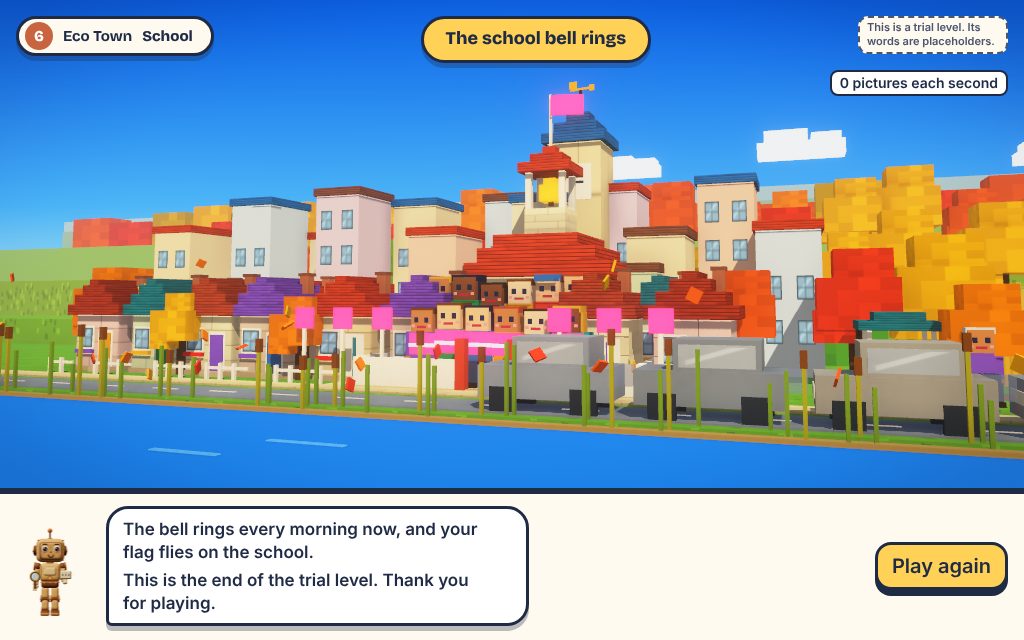 6 Eco Town School
The school bell rings
This is a trial level. Its
words are placeholders.
0 pictures each second
The bell rings every morning now, and your
flag flies on the school.
This is the end of the trial level. Thank you
for playing.
Play again